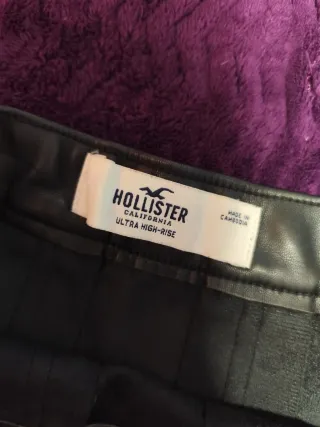 HOLLISTER
CALIFORNIA
ULTRA HIGH-RISE
MADE IN
CAMBODIA